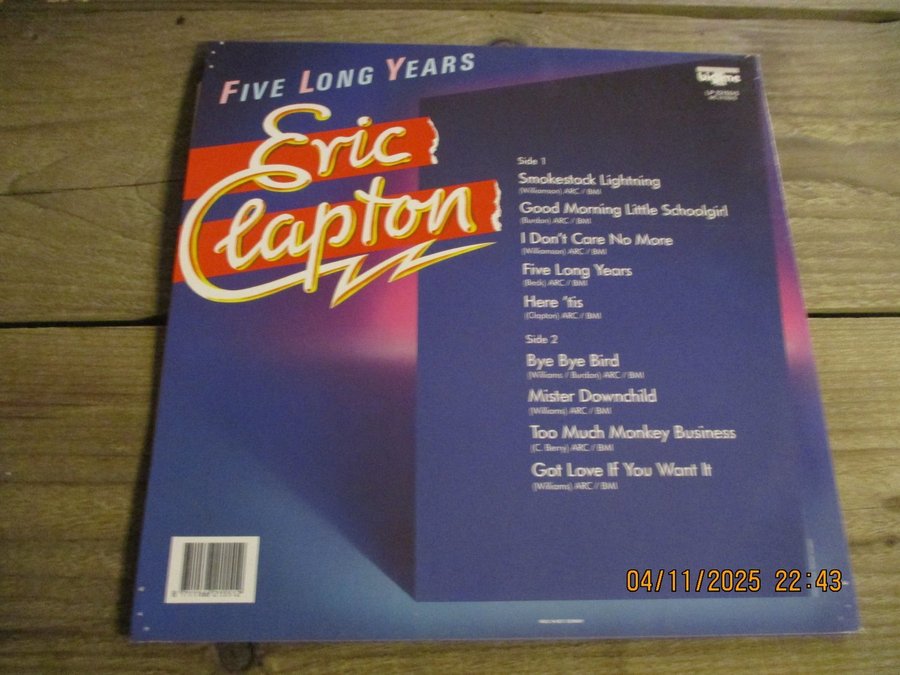 FIVE LONG YEARS
Eric
Clapton
Side 1
Smokestack Lightning
(Williamson) ARC / BMI
Good Morning Little Schoolgirl
(Burdon) ARC / BMI
I Don't Care No More
(Williamson) ARC / BMI
Five Long Years
(Beck) ARC / BMI
Here 'tis
(Clapton) ARC / BMI
Side 2
Bye Bye Bird
(Williams / Burdon) ARC / BMI
Mister Downchild
(Williams) ARC / BMI
Too Much Monkey Business
(C. Berry) ARC / BMI
Got Love If You Want It
(Williams) ARC / BMI
04/11/2025 22:43